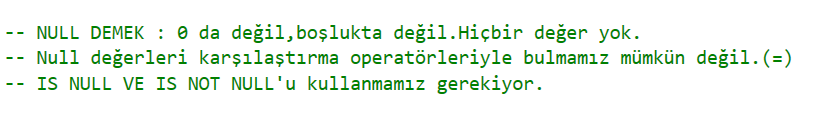 -- NULL DEMEK : 0 da değil,boşlukta değil.Hiçbir değer yok.
-- Null değerleri karşılaştırma operatörleriyle bulmamız mümkün değil.(=)
-- IS NULL VE IS NOT NULL'u kullanmamız gerekiyor.